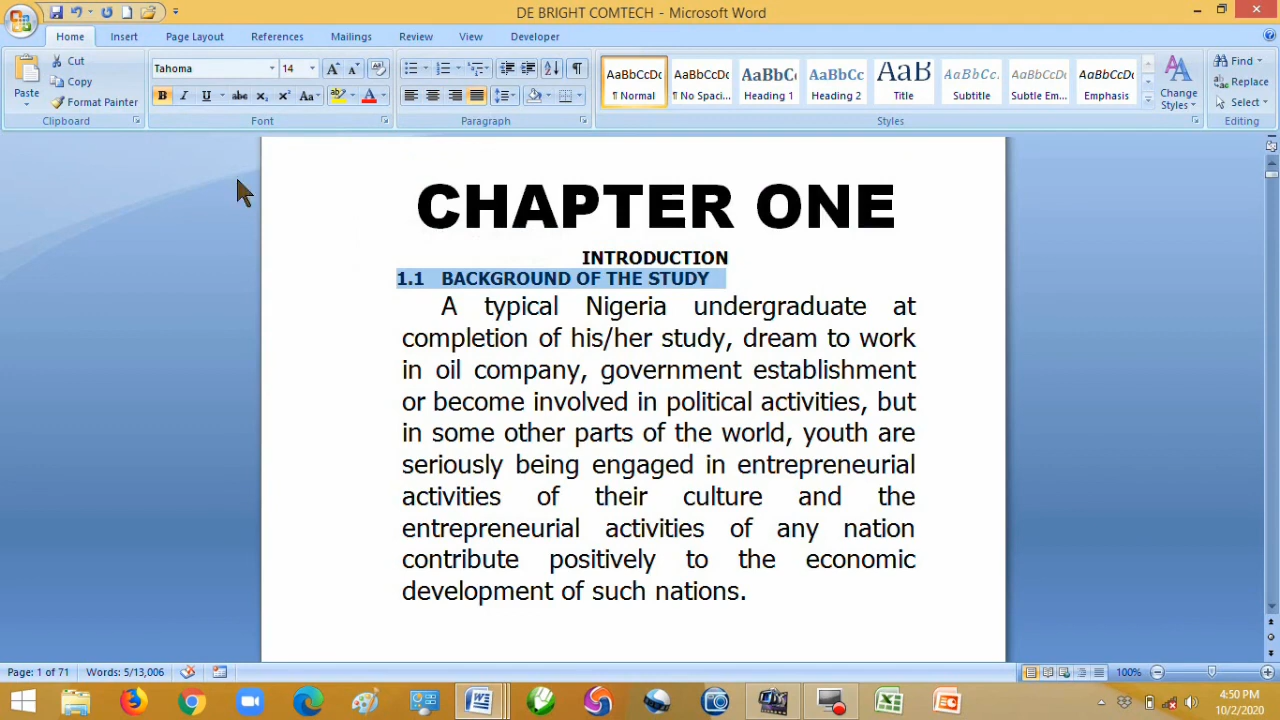 DE BRIGHT COMTECH - Microsoft Word
Home Insert Page Layout References Mailings Review View Developer
Paste
Cut
Copy
Format Painter
Clipboard
Tahoma 14
B I U abc x₂ x² Aa A
Font
Paragraph
AaBbCcDc AaBbCcDc AaBbC AaBbCc AaB AaBbCc. AaBbCcDc AaBbCcDc
¶ Normal ¶ No Spaci... Heading 1 Heading 2 Title Subtitle Subtle Em... Emphasis
Change
Styles
Styles
Find
Replace
Select
Editing
CHAPTER ONE
INTRODUCTION
1.1 BACKGROUND OF THE STUDY
A typical Nigeria undergraduate at
completion of his/her study, dream to work
in oil company, government establishment
or become involved in political activities, but
in some other parts of the world, youth are
seriously being engaged in entrepreneurial
activities of their culture and the
entrepreneurial activities of any nation
contribute positively to the economic
development of such nations.
Page: 1 of 71 Words: 5/13,006 100%
4:50 PM
10/2/2020